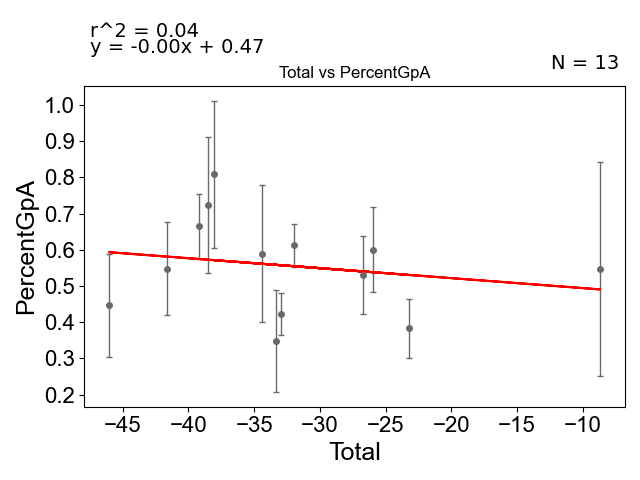 r^2 = 0.04
y = -0.00x + 0.47
N = 13
Total vs PercentGpA
PercentGpA
1.0
0.9
0.8
0.7
0.6
0.5
0.4
0.3
0.2
−45 −40 −35 −30 −25 −20 −15 −10
Total